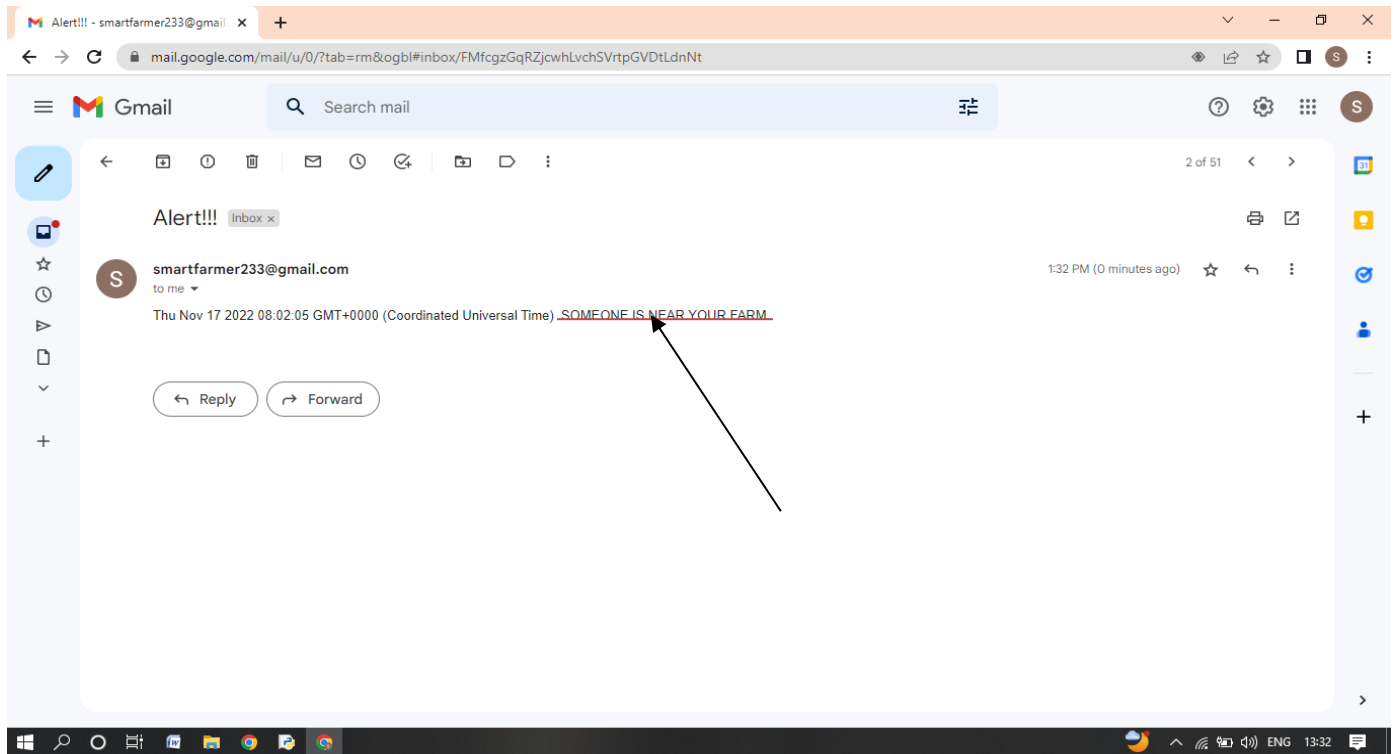 Alert!!! - smartfarmer233@gmail.
mail.google.com/mail/u/0/?tab=rm&ogbl#inbox/FMfcgzGqRZjcwhLvchSVrtpGVDtLdnNt
S
Gmail
Search mail
S
2 of 51
31
Alert!!! Inbox x
S
smartfarmer233@gmail.com
1:32 PM (0 minutes ago)
to me
Thu Nov 17 2022 08:02:05 GMT+0000 (Coordinated Universal Time) SOMEONE IS NEAR YOUR FARM
Reply
Forward
ENG 13:32